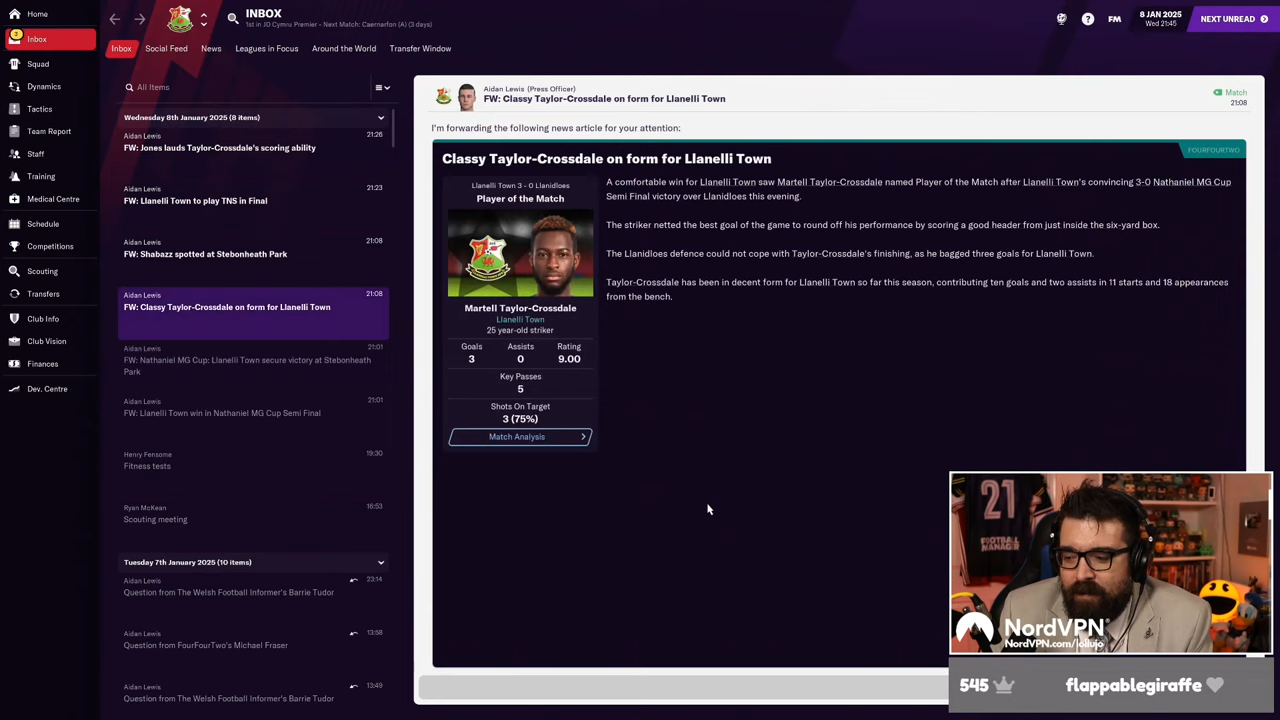 Home
INBOX
1st in JD Cymru Premier - Next Match: Caernarfon (A) (3 days)
FM
8 JAN 2025
Wed 21:45
NEXT UNREAD
Inbox
Social Feed
News
Leagues in Focus
Around the World
Transfer Window
3
Inbox
Squad
Dynamics
Tactics
Team Report
Staff
Training
Medical Centre
Schedule
Competitions
Scouting
Transfers
Club Info
Club Vision
Finances
Dev. Centre
All Items
Wednesday 8th January 2025 (8 items)
Aidan Lewis 21:26
FW: Jones lauds Taylor-Crossdale's scoring ability
Aidan Lewis 21:23
FW: Llanelli Town to play TNS in Final
Aidan Lewis 21:08
FW: Shabazz spotted at Stebonheath Park
Aidan Lewis 21:08
FW: Classy Taylor-Crossdale on form for Llanelli Town
Aidan Lewis 21:01
FW: Nathaniel MG Cup: Llanelli Town secure victory at Stebonheath
Park
Aidan Lewis 21:01
FW: Llanelli Town win in Nathaniel MG Cup Semi Final
Henry Fensome 19:30
Fitness tests
Ryan McKean 16:53
Scouting meeting
Tuesday 7th January 2025 (10 items)
Aidan Lewis 23:14
Question from The Welsh Football Informer's Barrie Tudor
Aidan Lewis 13:58
Question from FourFourTwo's Michael Fraser
Aidan Lewis 13:49
Question from The Welsh Football Informer's Barrie Tudor
Aidan Lewis (Press Officer)
FW: Classy Taylor-Crossdale on form for Llanelli Town
Match
21:08
I'm forwarding the following news article for your attention:
Classy Taylor-Crossdale on form for Llanelli Town
FOURFOURTWO
Llanelli Town 3 - 0 Llanidloes
Player of the Match
Martell Taylor-Crossdale
Llanelli Town
25 year-old striker
Goals Assists Rating
3 0 9.00
Key Passes
5
Shots On Target
3 (75%)
Match Analysis
A comfortable win for Llanelli Town saw Martell Taylor-Crossdale named Player of the Match after Llanelli Town's convincing 3-0 Nathaniel MG Cup
Semi Final victory over Llanidloes this evening.
The striker netted the best goal of the game to round off his performance by scoring a good header from just inside the six-yard box.
The Llanidloes defence could not cope with Taylor-Crossdale's finishing, as he bagged three goals for Llanelli Town.
Taylor-Crossdale has been in decent form for Llanelli Town so far this season, contributing ten goals and two assists in 11 starts and 18 appearances
from the bench.
21
FOOTBALL
MANAGER
NordVPN®
NordVPN.com/lollujo
545
flappablegiraffe